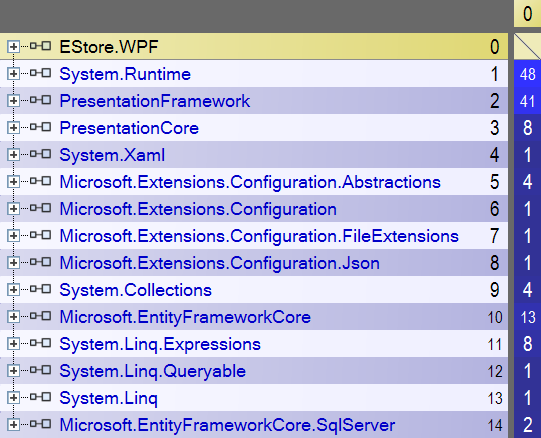 0
EStore.WPF 0
System.Runtime 1 48
PresentationFramework 2 41
PresentationCore 3 8
System.Xaml 4 1
Microsoft.Extensions.Configuration.Abstractions 5 4
Microsoft.Extensions.Configuration 6 1
Microsoft.Extensions.Configuration.FileExtensions 7 1
Microsoft.Extensions.Configuration.Json 8 1
System.Collections 9 4
Microsoft.EntityFrameworkCore 10 13
System.Linq.Expressions 11 8
System.Linq.Queryable 12 1
System.Linq 13 1
Microsoft.EntityFrameworkCore.SqlServer 14 2